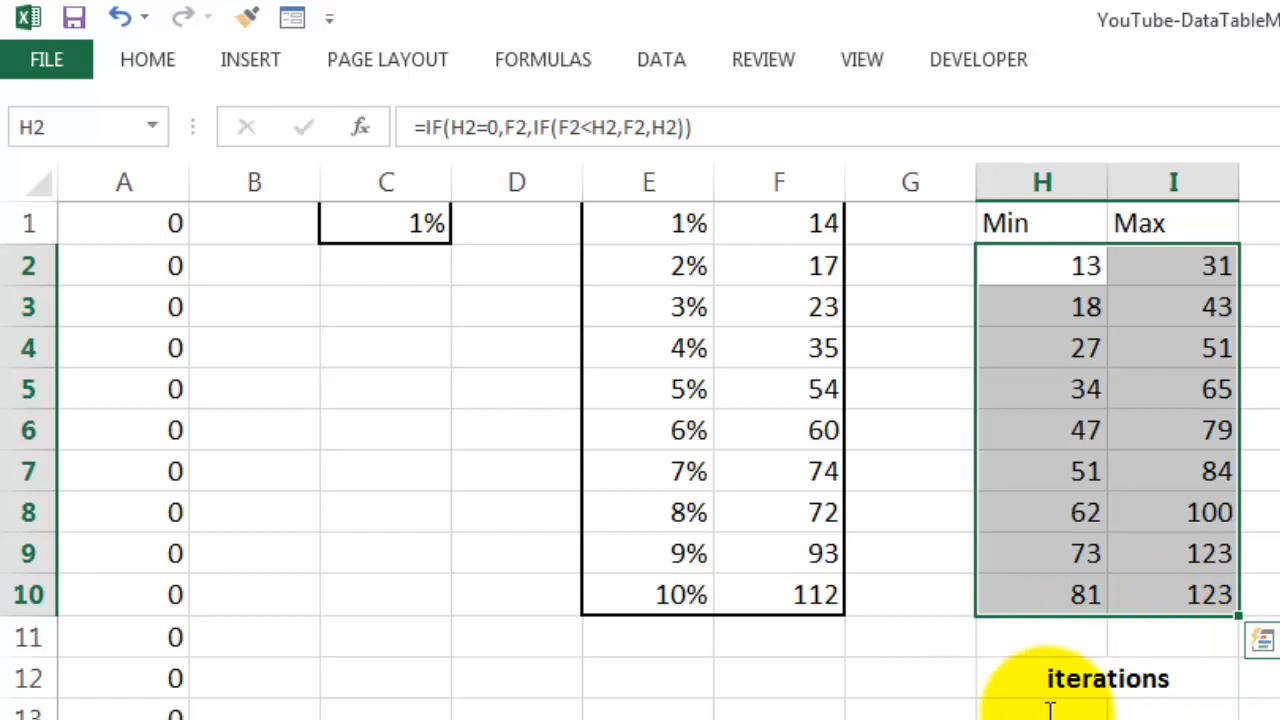 YouTube-DataTableM
FILE HOME INSERT PAGE LAYOUT FORMULAS DATA REVIEW VIEW DEVELOPER
H2 fx =IF(H2=0,F2,IF(F2<H2,F2,H2))
A B C D E F G H I
1 0 1% 1% 14 Min Max
2 0 2% 17 13 31
3 0 3% 23 18 43
4 0 4% 35 27 51
5 0 5% 54 34 65
6 0 6% 60 47 79
7 0 7% 74 51 84
8 0 8% 72 62 100
9 0 9% 93 73 123
10 0 10% 112 81 123
11 0
12 0 iterations
13 0